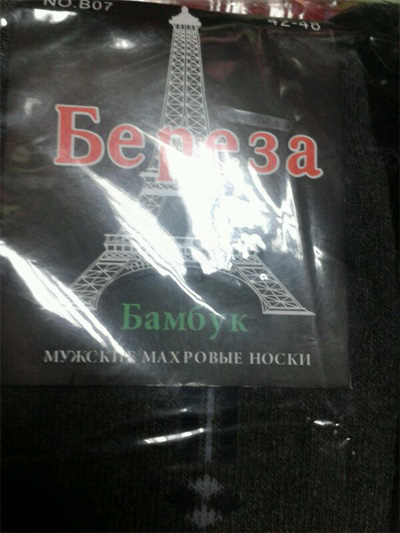 NO.B07
42-46
Береза
Бамбук
МУЖСКИЕ МАХРОВЫЕ НОСКИ